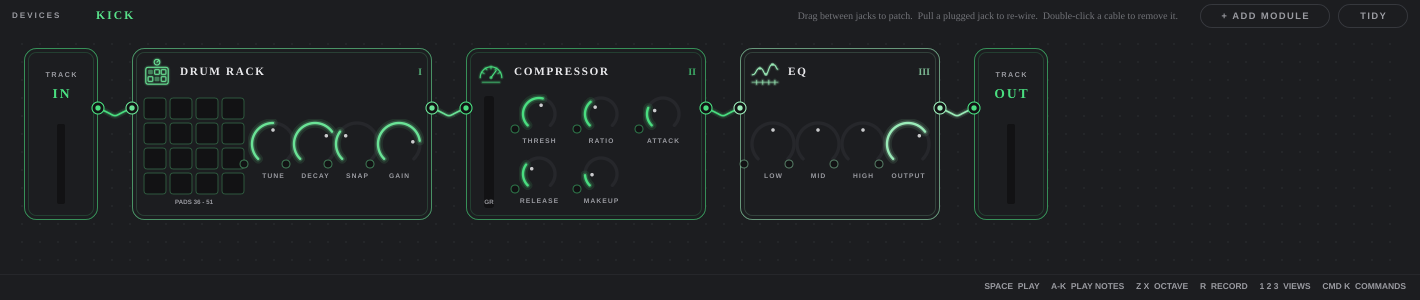 DEVICES KICK Drag between jacks to patch. Pull a plugged jack to re-wire. Double-click a cable to remove it. + ADD MODULE TIDY
TRACK
IN
DRUM RACK I
TUNE DECAY SNAP GAIN
PADS 36 - 51
COMPRESSOR II
THRESH RATIO ATTACK
RELEASE MAKEUP
GR
EQ III
LOW MID HIGH OUTPUT
TRACK
OUT
SPACE PLAY A-K PLAY NOTES Z X OCTAVE R RECORD 1 2 3 VIEWS CMD K COMMANDS